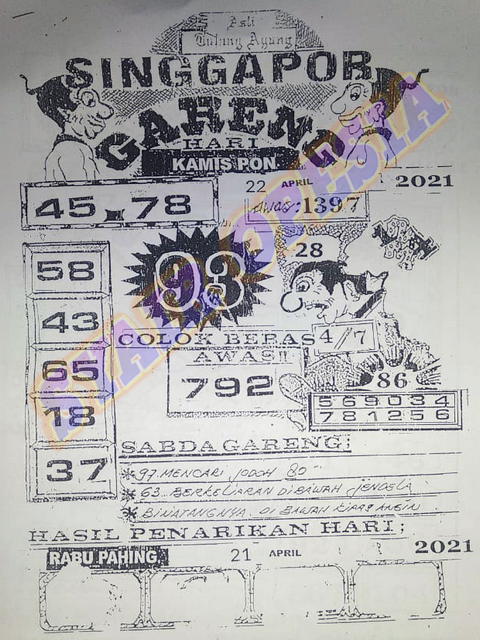 Asli
Tulung Agung
SINGGAPOR
GARENG
HARI
KAMIS PON
22 APRIL 2021
45 78
AWAS:1397
58
43
65
18
37
93
28
COLOK BEBAS 4//7
AWAS!!
792
86
569034
781256
SABDA GARENG;
*97 MENCARI JODOH 80
*63 BERKELIARAN DIBAWAH JENDELA
*BINATANGNYA DI BAWAH KIPAS ANGIN
HASIL PENARIKAN HARI;
RABU PAHING 21 APRIL 2021